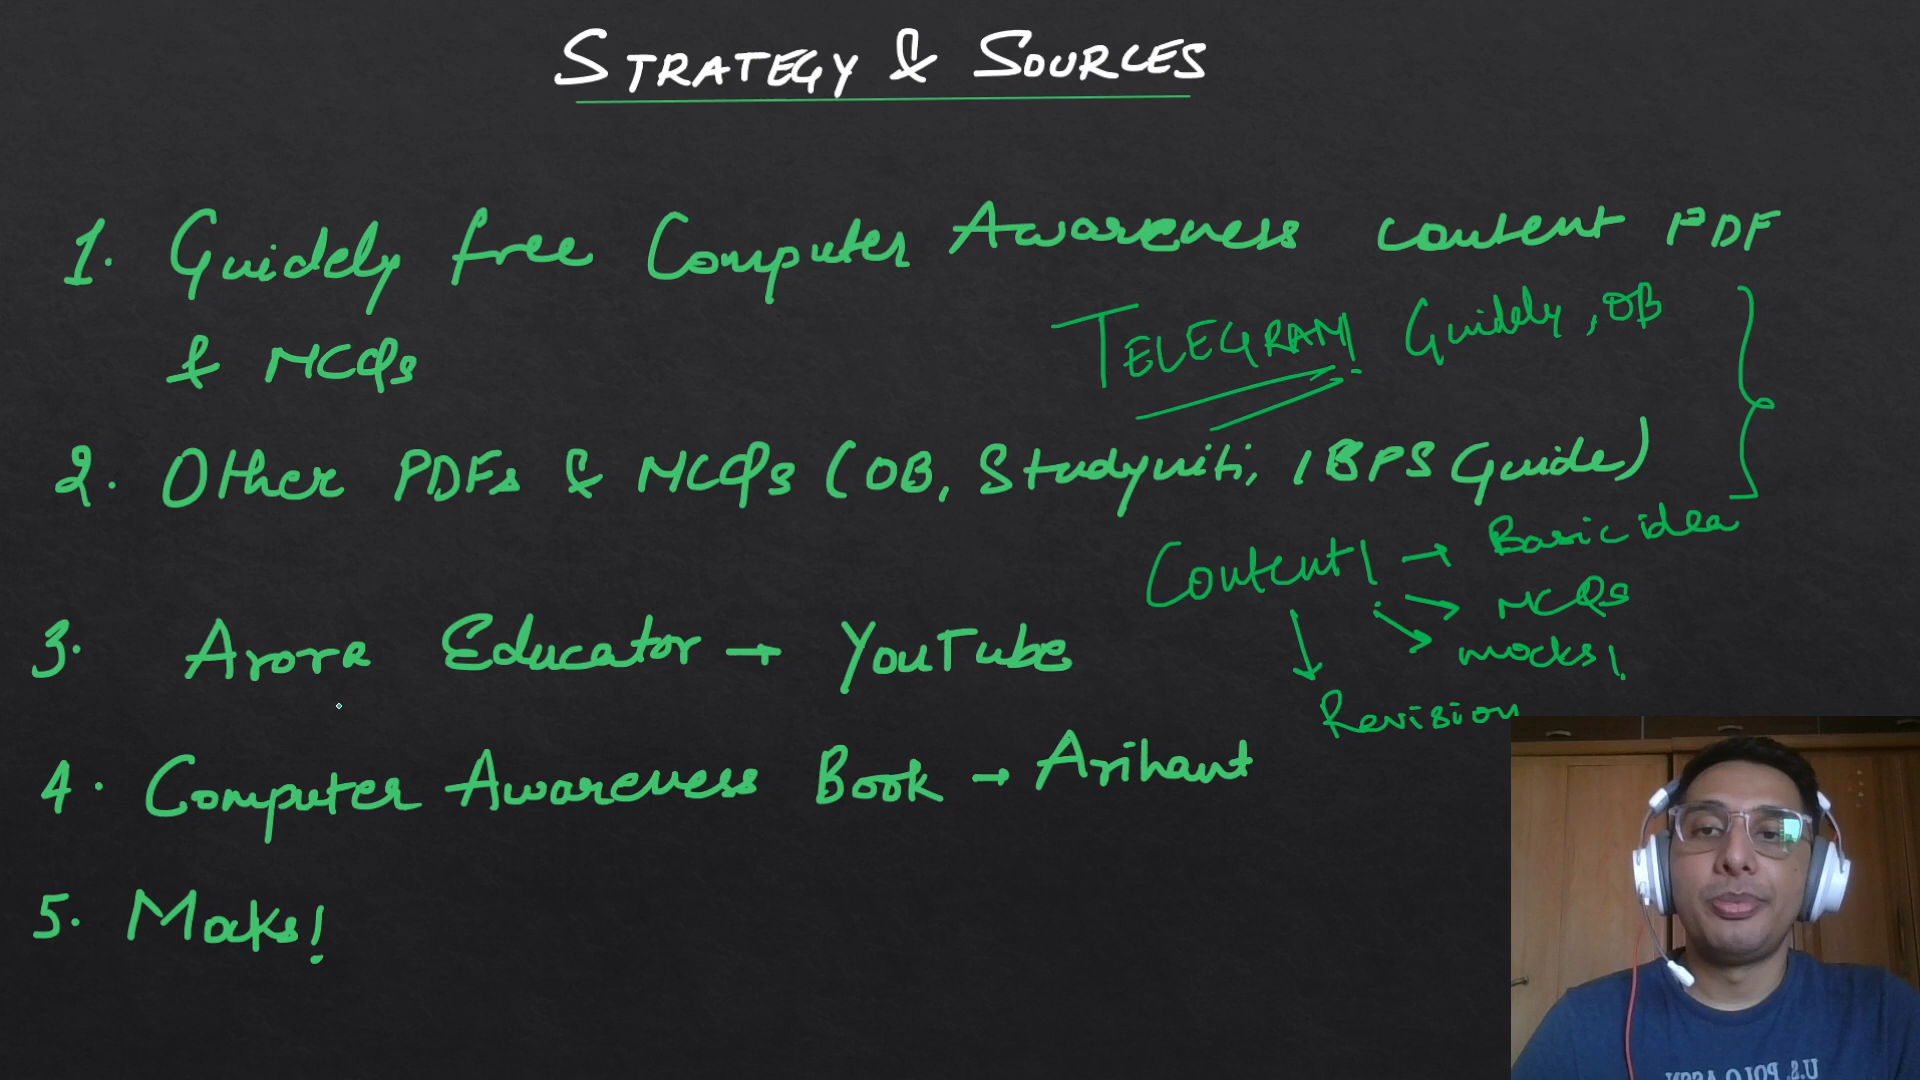 STRATEGY & SOURCES
1. Guidely free Computer Awareness content PDF
& MCQs
TELEGRAM! Guidely, OB
2. Other PDFs & MCQs (OB, Studyniti, IBPS Guide)
Content! → Basic idea
→ MCQs
→ mocks!
Revision
3. Arora Educator → YouTube
4. Computer Awareness Book → Arihant
5. Mocks!
U.S. POLO ASSN